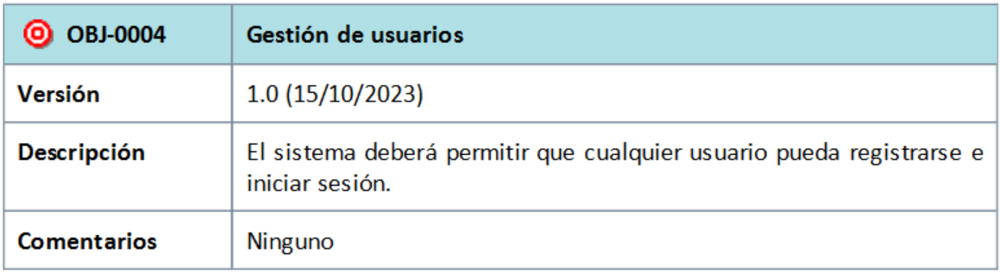 OBJ-0004 Gestión de usuarios
Versión 1.0 (15/10/2023)
Descripción El sistema deberá permitir que cualquier usuario pueda registrarse e
iniciar sesión.
Comentarios Ninguno